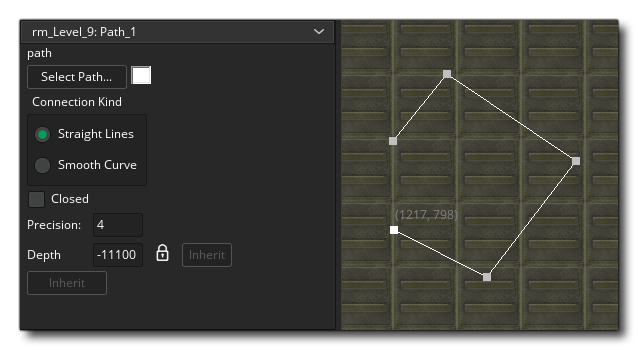 rm_Level_9: Path_1
path
Select Path...
Connection Kind
Straight Lines
Smooth Curve
Closed
Precision: 4
Depth -11100 Inherit
Inherit
(1217, 798)